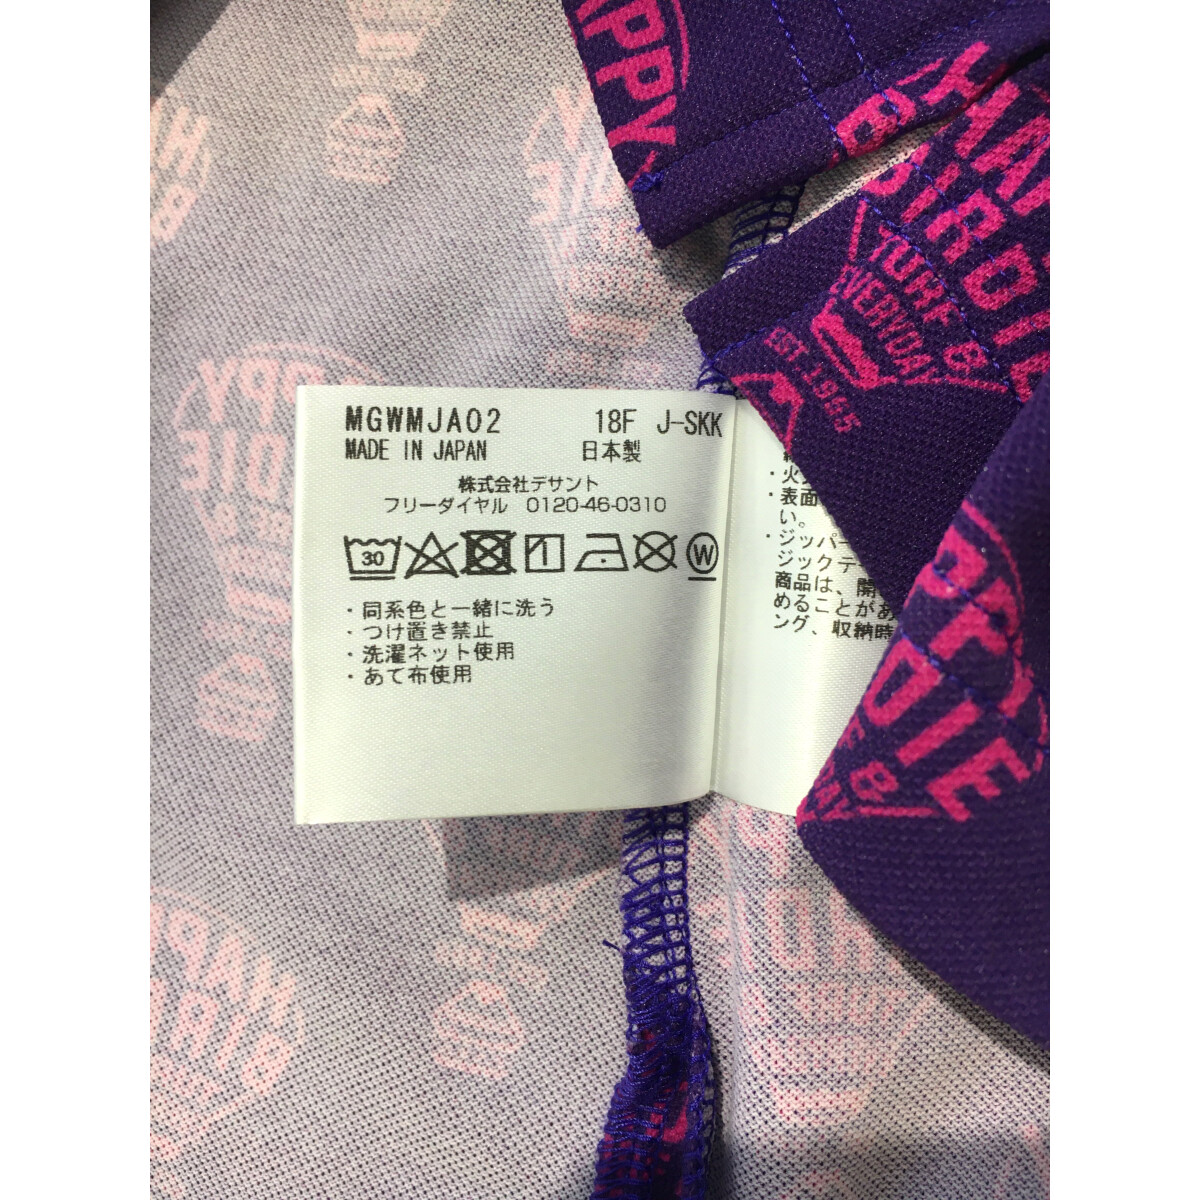 MGWMJA02 18F J-SKK
MADE IN JAPAN 日本製
株式会社デサント
フリーダイヤル 0120-46-0310
30
W
・同系色と一緒に洗う
・つけ置き禁止
・洗濯ネット使用
・あて布使用
・火
・表面
い。
・ジッパー
ジックテ
商品は、開
めることがあ
ング、収納時
APPY
BIRDIE
TURF &
EVERYDAY
EST 1985
HAPPY
BIRDIE